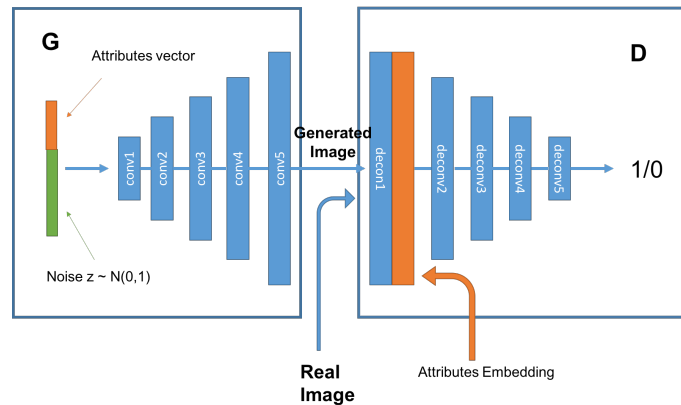 G
Attributes vector
Noise z ~ N(0,1)
conv1
conv2
conv3
conv4
conv5
Generated
Image
Real
Image
D
decon1
deconv2
deconv3
deconv4
deconv5
1/0
Attributes Embedding